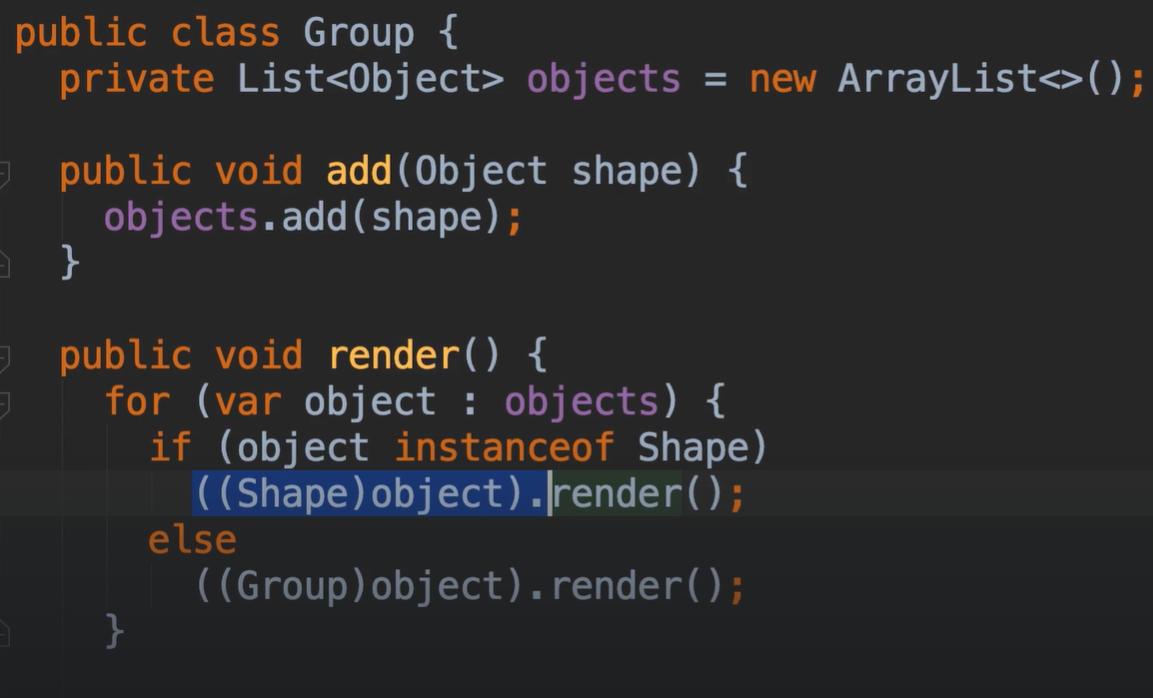 public class Group {
  private List<Object> objects = new ArrayList<>();
  public void add(Object shape) {
    objects.add(shape);
  }
  public void render() {
    for (var object : objects) {
      if (object instanceof Shape)
        ((Shape)object).render();
      else
        ((Group)object).render();
    }